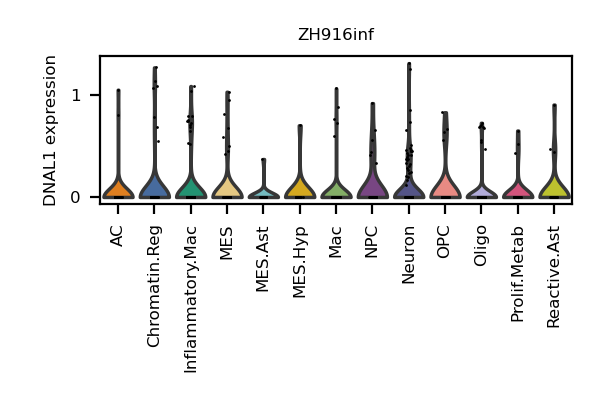 ZH916inf
DNAL1 expression
1
0
AC
Chromatin.Reg
Inflammatory.Mac
MES
MES.Ast
MES.Hyp
Mac
NPC
Neuron
OPC
Oligo
Prolif.Metab
Reactive.Ast